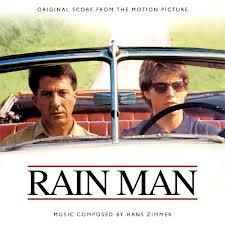 ORIGINAL SCORE FROM THE MOTION PICTURE
RAIN MAN
MUSIC COMPOSED BY HANS ZIMMER